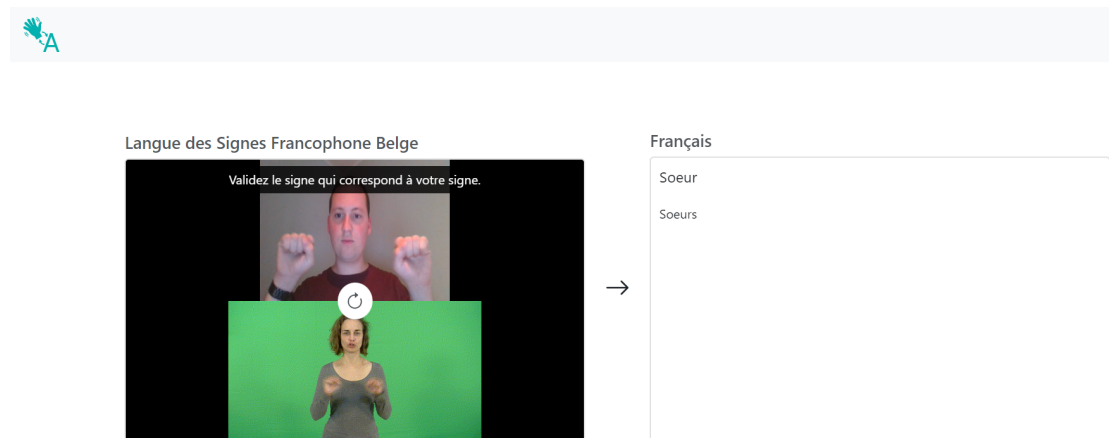 A
Langue des Signes Francophone Belge
Validez le signe qui correspond à votre signe.
Français
Soeur
Soeurs